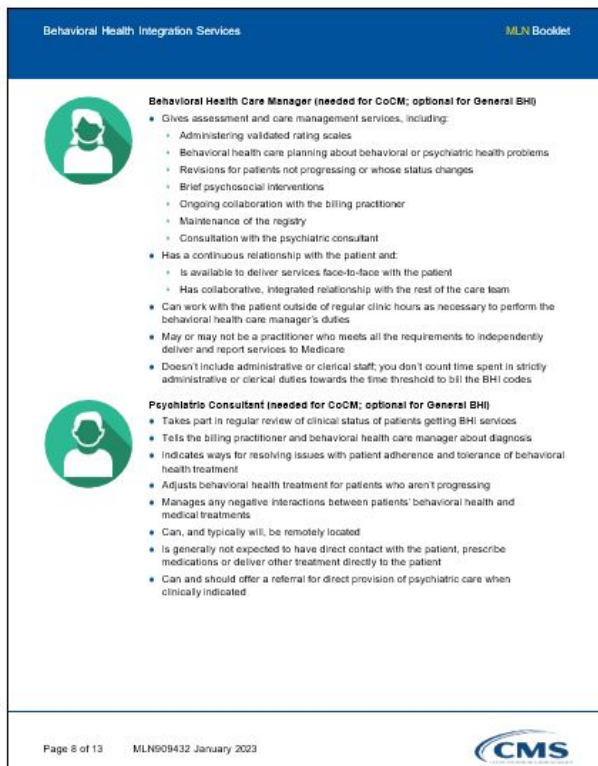 Behavioral Health Integration Services
MLN Booklet
Behavioral Health Care Manager (needed for CoCM; optional for General BHI)
• Gives assessment and care management services, including:
• Administering validated rating scales
• Behavioral health care planning about behavioral or psychiatric health problems
• Revisions for patients not progressing or whose status changes
• Brief psychosocial interventions
• Ongoing collaboration with the billing practitioner
• Maintenance of the registry
• Consultation with the psychiatric consultant
• Has a continuous relationship with the patient and:
• Is available to deliver services face-to-face with the patient
• Has collaborative, integrated relationship with the rest of the care team
• Can work with the patient outside of regular clinic hours as necessary to perform the
behavioral health care manager's duties
• May or may not be a practitioner who meets all the requirements to independently
deliver and report services to Medicare
• Doesn't include administrative or clerical staff; you don't count time spent in strictly
administrative or clerical duties towards the time threshold to bill the BHI codes
Psychiatric Consultant (needed for CoCM; optional for General BHI)
• Takes part in regular review of clinical status of patients getting BHI services
• Tells the billing practitioner and behavioral health care manager about diagnosis
• Indicates ways for resolving issues with patient adherence and tolerance of behavioral
health treatment
• Adjusts behavioral health treatment for patients who aren't progressing
• Manages any negative interactions between patients' behavioral health and
medical treatments
• Can, and typically will, be remotely located
• Is generally not expected to have direct contact with the patient, prescribe
medications or deliver other treatment directly to the patient
• Can and should offer a referral for direct provision of psychiatric care when
clinically indicated
Page 8 of 13 MLN909432 January 2023
CMS